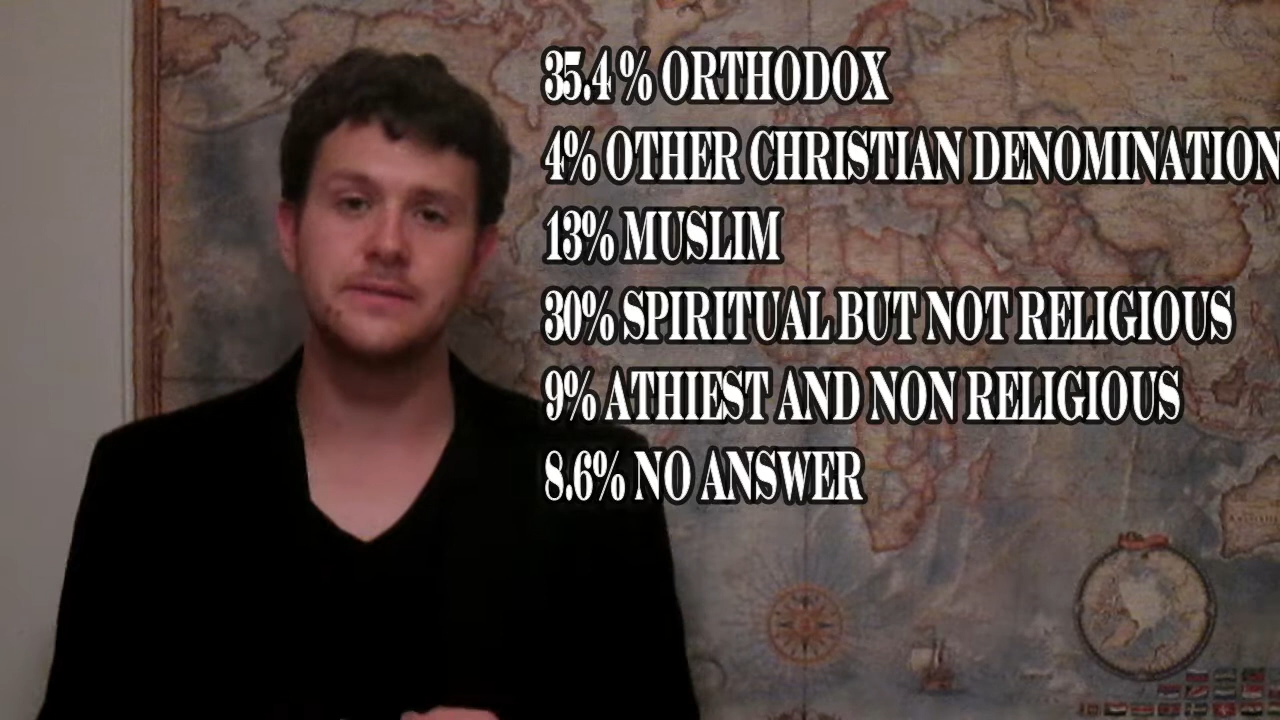 35.4% ORTHODOX
4% OTHER CHRISTIAN DENOMINATION
13% MUSLIM
30% SPIRITUAL BUT NOT RELIGIOUS
9% ATHIEST AND NON RELIGIOUS
8.6% NO ANSWER